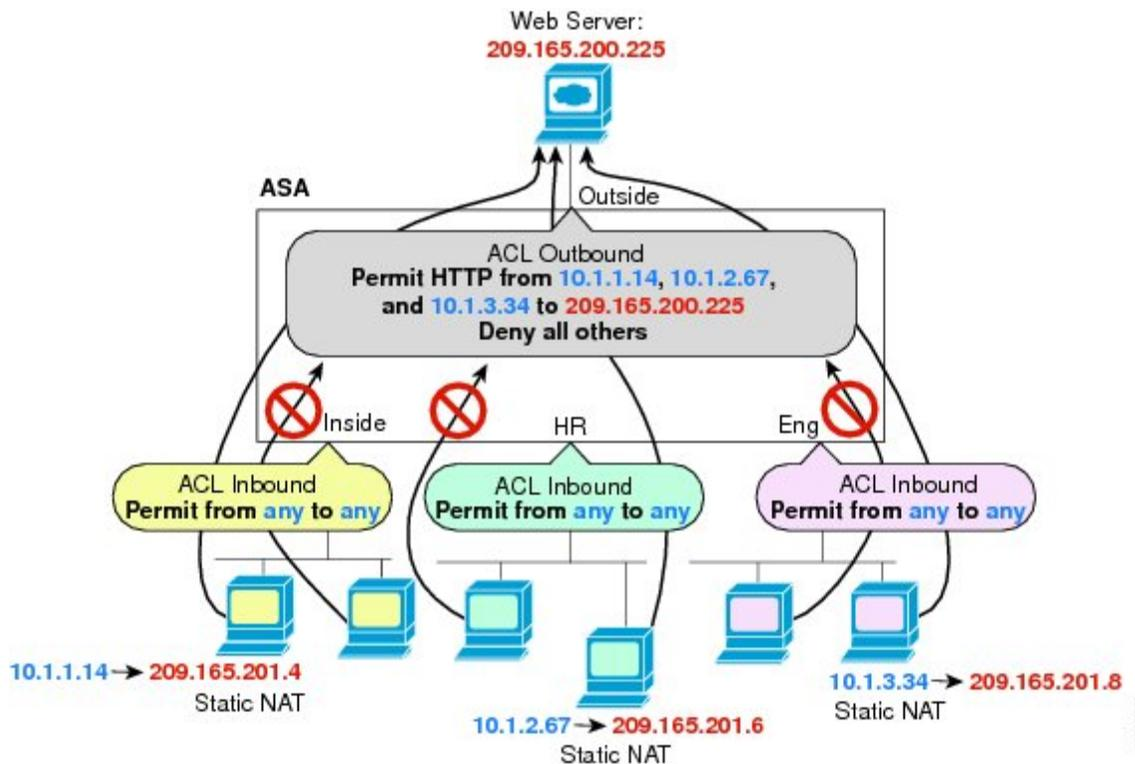 Web Server:
209.165.200.225
ASA
Outside
ACL Outbound
Permit HTTP from 10.1.1.14, 10.1.2.67,
and 10.1.3.34 to 209.165.200.225
Deny all others
Inside
HR
Eng
ACL Inbound
Permit from any to any
ACL Inbound
Permit from any to any
ACL Inbound
Permit from any to any
10.1.1.14 209.165.201.4
Static NAT
10.1.2.67 209.165.201.6
Static NAT
10.1.3.34 209.165.201.8
Static NAT